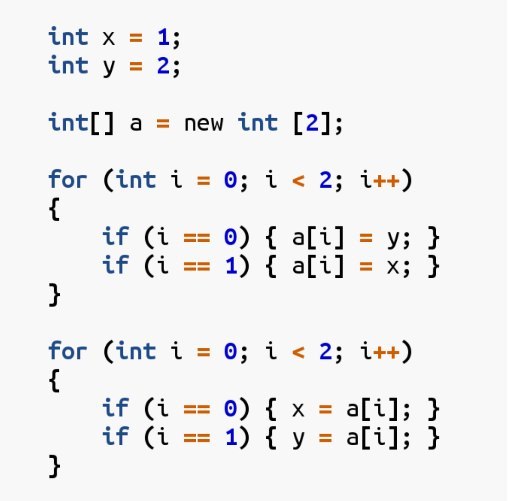 int x = 1;
int y = 2;

int[] a = new int [2];

for (int i = 0; i < 2; i++)
{
    if (i == 0) { a[i] = y; }
    if (i == 1) { a[i] = x; }
}

for (int i = 0; i < 2; i++)
{
    if (i == 0) { x = a[i]; }
    if (i == 1) { y = a[i]; }
}